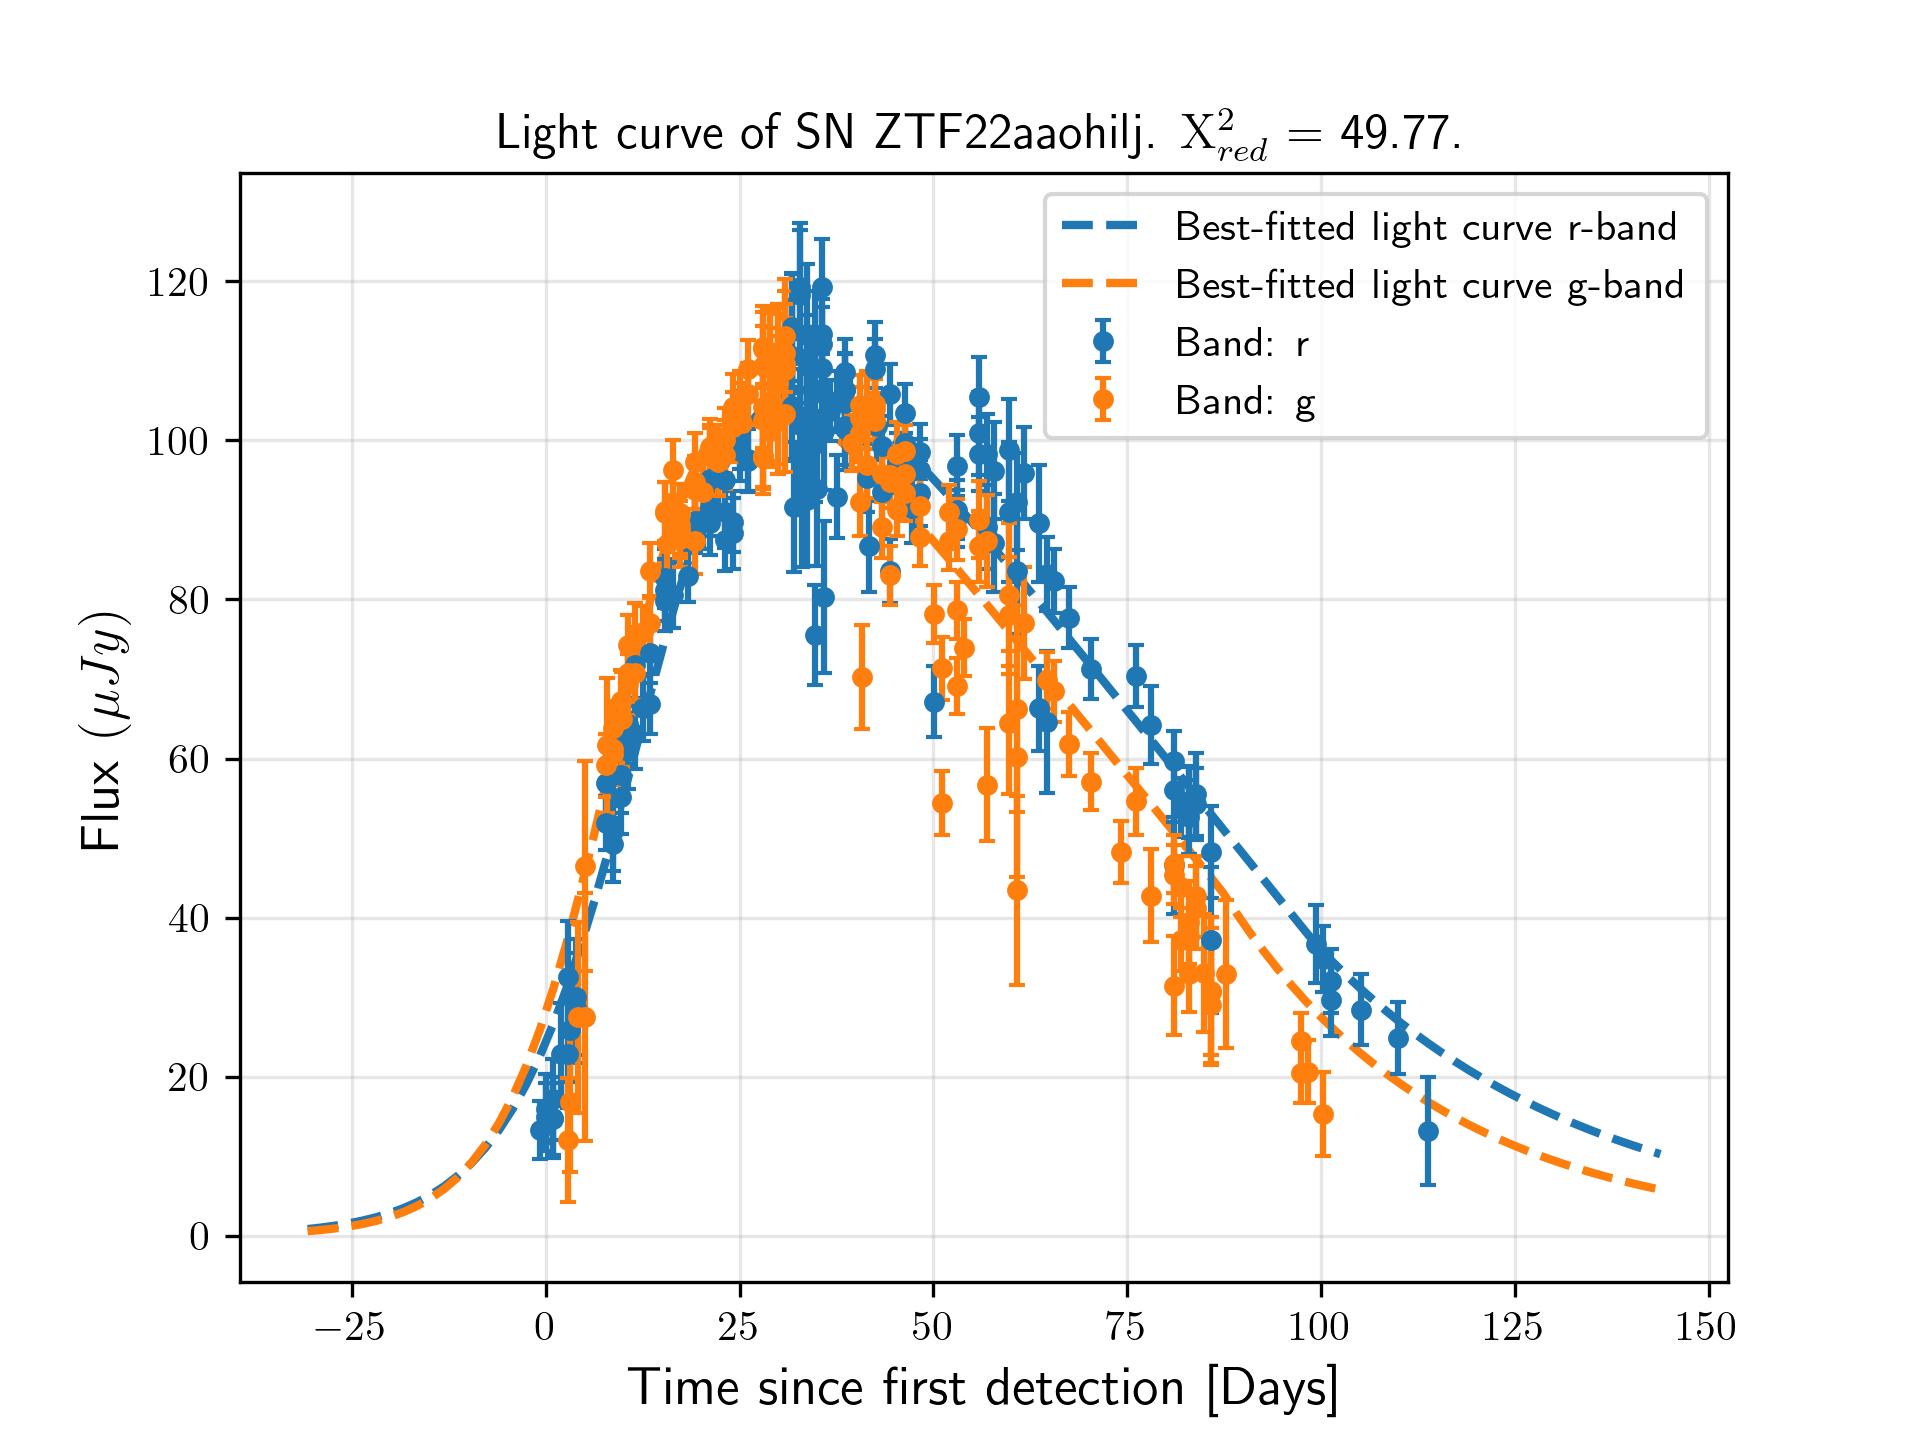 Light curve of SN ZTF22aaohilj. X²_red = 49.77.
Best-fitted light curve r-band
Best-fitted light curve g-band
Band: r
Band: g
120
100
80
60
40
20
0
Flux (μJy)
−25 0 25 50 75 100 125 150
Time since first detection [Days]